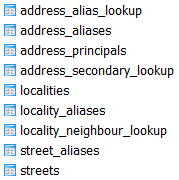 address_alias_lookup
address_aliases
address_principals
address_secondary_lookup
localities
locality_aliases
locality_neighbour_lookup
street_aliases
streets